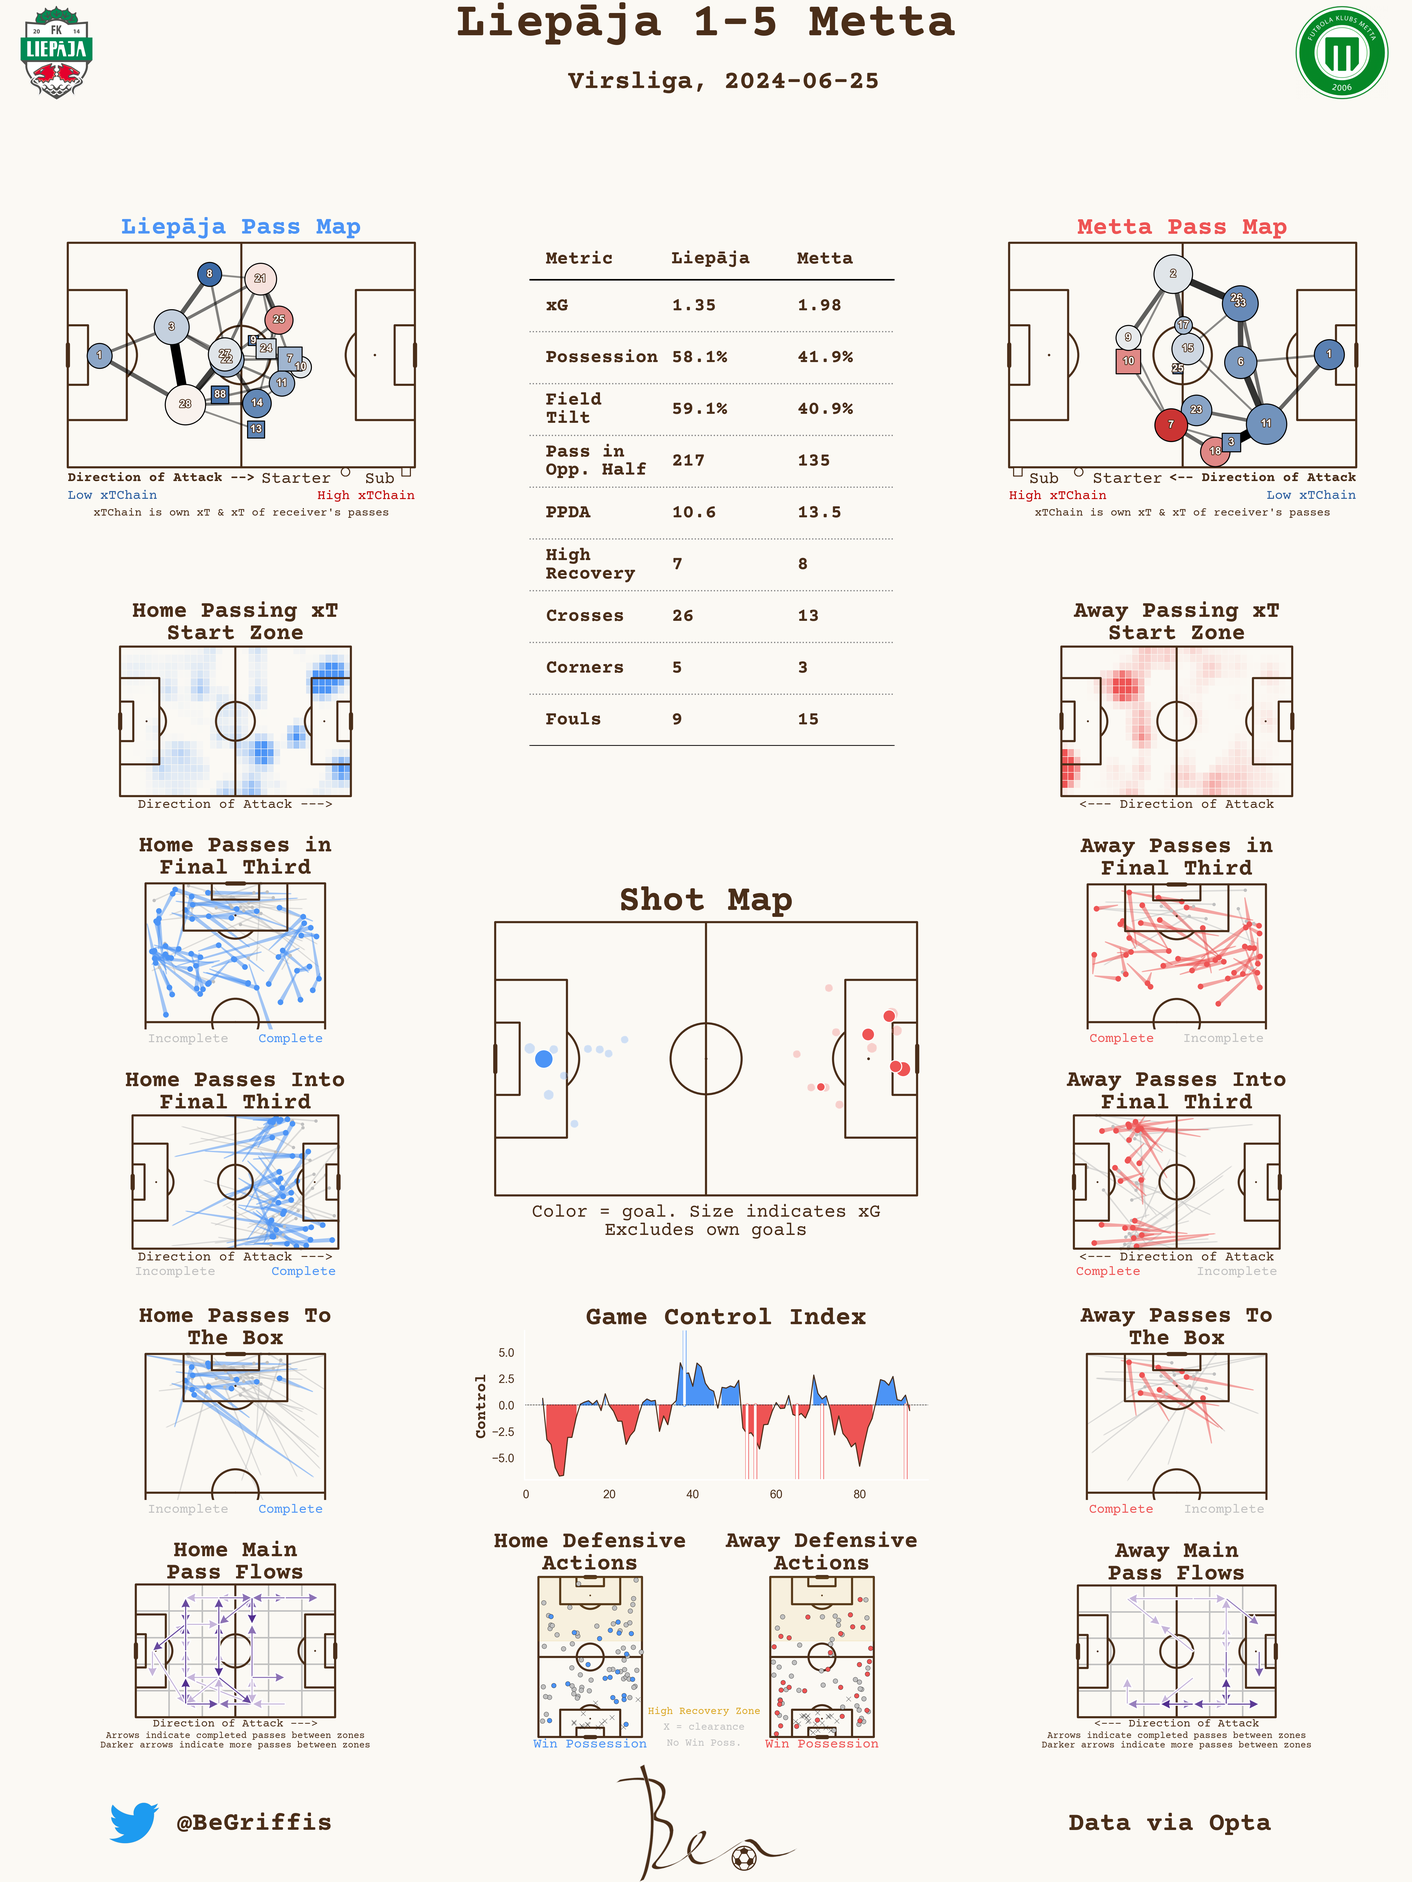 Liepāja 1-5 Metta
Virsliga, 2024-06-25
20 FK 14
LIEPĀJA
FUTBOLA KLUBS METTA
2006
Liepāja Pass Map
8
21
3
25
1
27
22
9
24
7
10
11
88
14
28
13
Direction of Attack --> Starter Sub
Low xTChain High xTChain
xTChain is own xT & xT of receiver's passes
Metric Liepāja Metta
xG 1.35 1.98
Possession 58.1% 41.9%
Field
Tilt 59.1% 40.9%
Pass in
Opp. Half 217 135
PPDA 10.6 13.5
High
Recovery 7 8
Crosses 26 13
Corners 5 3
Fouls 9 15
Metta Pass Map
2
26
33
17
9
15
10
25
6
1
23
7
11
3
18
Sub Starter <-- Direction of Attack
High xTChain Low xTChain
xTChain is own xT & xT of receiver's passes
Home Passing xT
Start Zone
Direction of Attack --->
Away Passing xT
Start Zone
<--- Direction of Attack
Home Passes in
Final Third
Incomplete Complete
Shot Map
Color = goal. Size indicates xG
Excludes own goals
Away Passes in
Final Third
Complete Incomplete
Home Passes Into
Final Third
Direction of Attack --->
Incomplete Complete
Away Passes Into
Final Third
<--- Direction of Attack
Complete Incomplete
Home Passes To
The Box
Incomplete Complete
Game Control Index
Control
5.0
2.5
0.0
−2.5
−5.0
0 20 40 60 80
Away Passes To
The Box
Complete Incomplete
Home Main
Pass Flows
Direction of Attack --->
Arrows indicate completed passes between zones
Darker arrows indicate more passes between zones
Home Defensive
Actions
Win Possession
High Recovery Zone
X = clearance
No Win Poss.
Away Defensive
Actions
Win Possession
Away Main
Pass Flows
<--- Direction of Attack
Arrows indicate completed passes between zones
Darker arrows indicate more passes between zones
@BeGriffis
Ben
Data via Opta